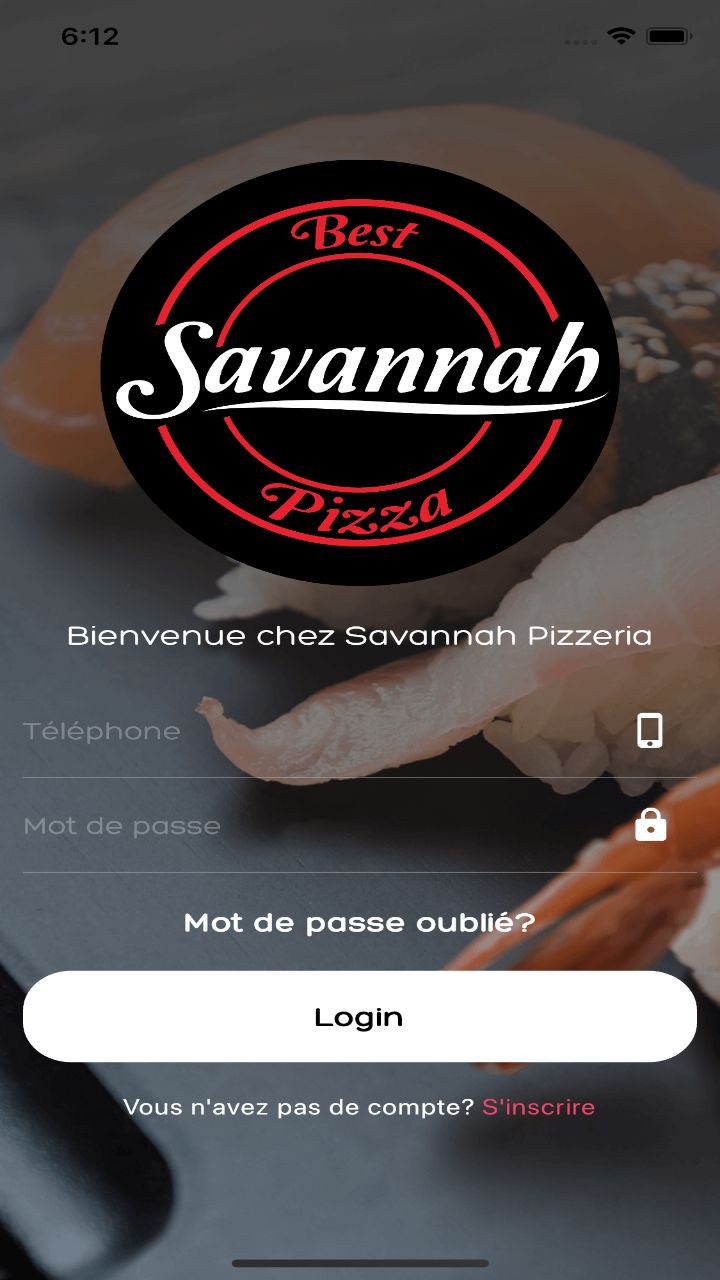 6:12
Best
Savannah
Pizza
Bienvenue chez Savannah Pizzeria
Téléphone
Mot de passe
Mot de passe oublié?
Login
Vous n'avez pas de compte? S'inscrire